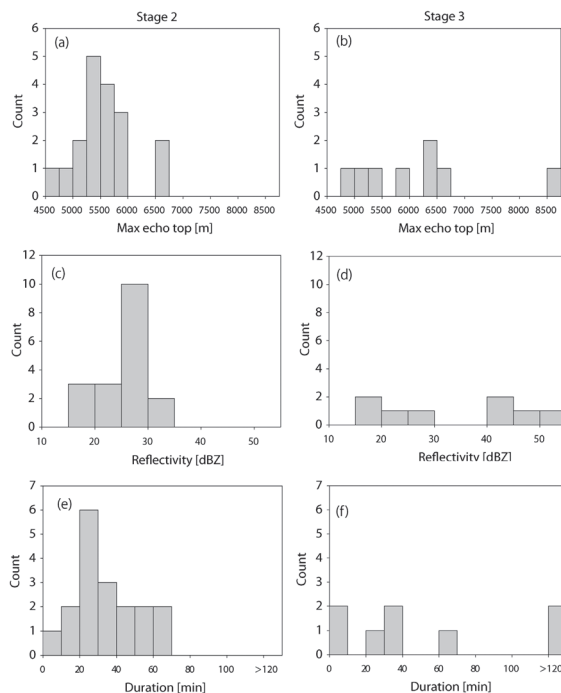 Stage 2
Stage 3
(a)
6
5
4
3
2
1
0
Count
4500 5000 5500 6000 6500 7000 7500 8000 8500
Max echo top [m]
(b)
6
5
4
3
2
1
0
Count
4500 5000 5500 6000 6500 7000 7500 8000 8500
Max echo top [m]
(c)
12
10
8
6
4
2
0
Count
10 20 30 40 50
Reflectivity [dBZ]
(d)
12
10
8
6
4
2
0
Count
10 20 30 40 50
Reflectivity [dBZ]
(e)
7
6
5
4
3
2
1
0
Count
0 20 40 60 80 100 >120
Duration [min]
(f)
7
6
5
4
3
2
1
0
Count
0 20 40 60 80 100 >120
Duration [min]